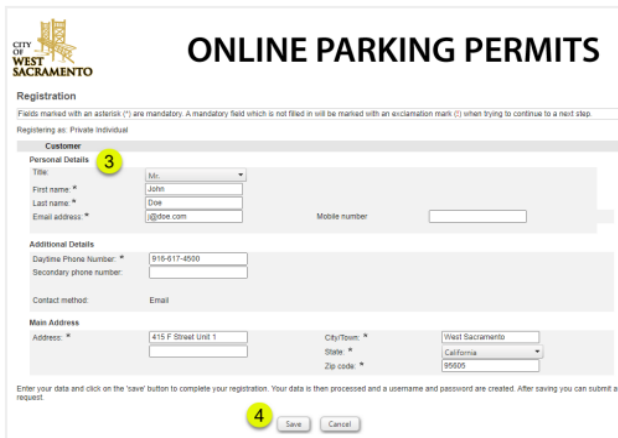 CITY
OF
WEST
SACRAMENTO
ONLINE PARKING PERMITS
Registration
Fields marked with an asterisk (*) are mandatory. A mandatory field which is not filled in will be marked with an exclamation mark (!) when trying to continue to a next step.
Registering as: Private Individual
Customer
Personal Details 3
Title: Mr.
First name: * John
Last name: * Doe
Email address: * j@doe.com Mobile number
Additional Details
Daytime Phone Number: * 916-617-4500
Secondary phone number:
Contact method: Email
Main Address
Address: * 415 F Street Unit 1 City/Town: * West Sacramento
State: * California
Zip code: * 95605
Enter your data and click on the 'save' button to complete your registration. Your data is then processed and a username and password are created. After saving you can submit a
request.
4 Save Cancel